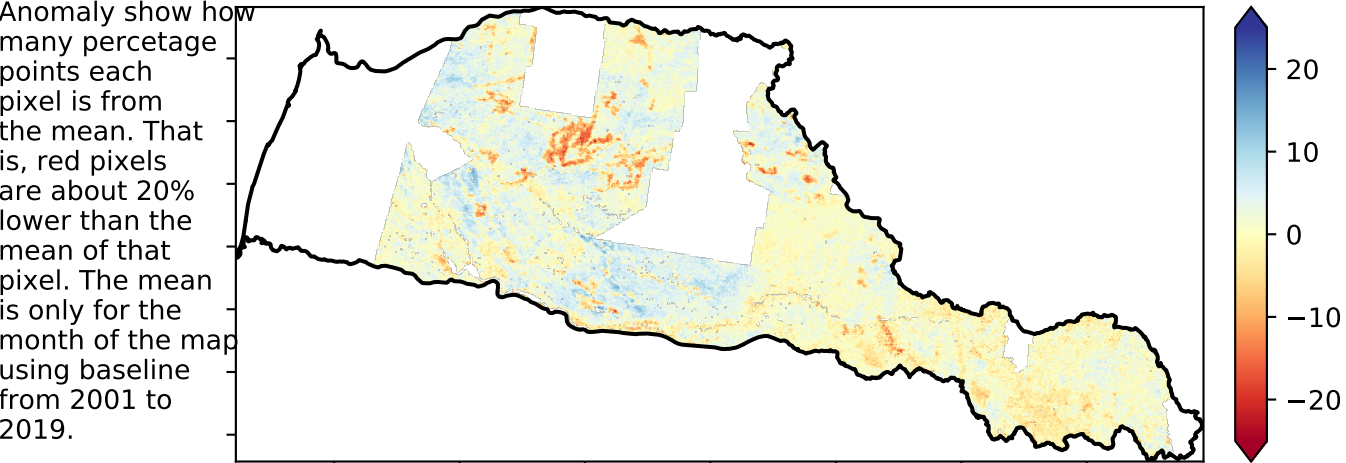 Anomaly show how
many percetage
points each
pixel is from
the mean. That
is, red pixels
are about 20%
lower than the
mean of that
pixel. The mean
is only for the
month of the map
using baseline
from 2001 to
2019.
20
10
0
−10
−20